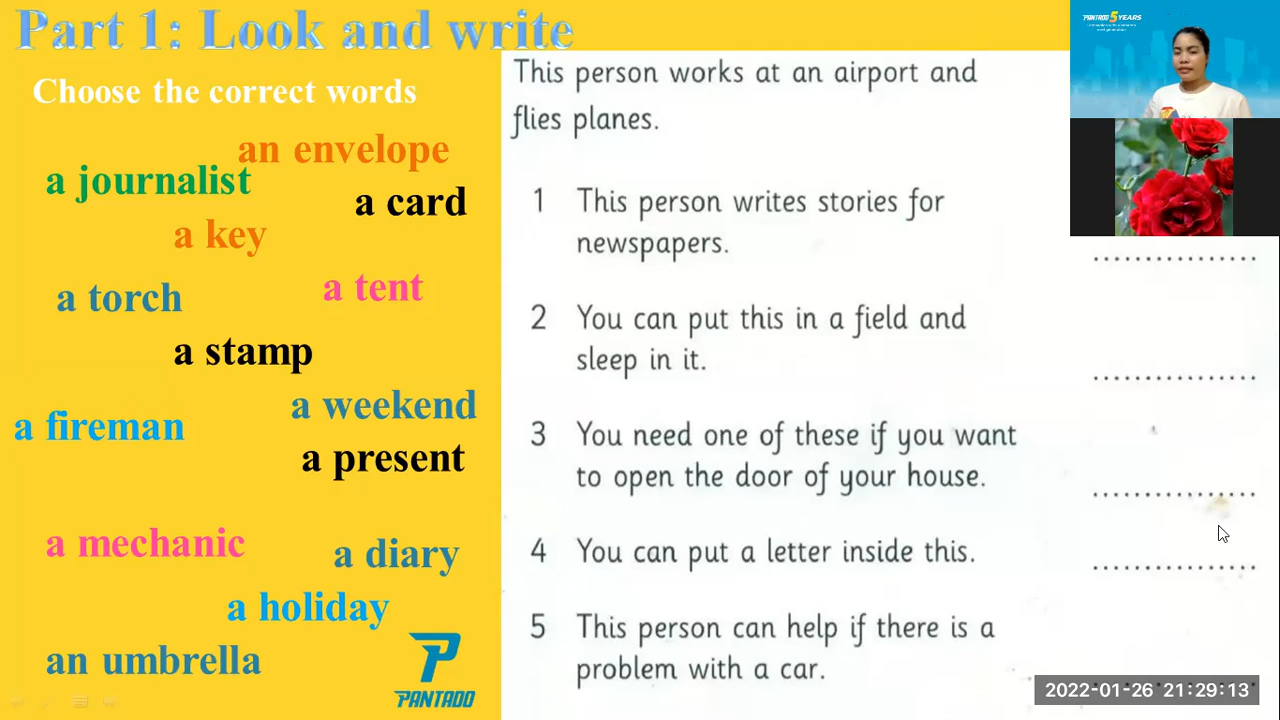 Part 1: Look and write
Choose the correct words
an envelope
a journalist
a card
a key
a tent
a torch
a stamp
a weekend
a fireman
a present
a mechanic
a diary
a holiday
an umbrella
PANTADO
This person works at an airport and
flies planes.
1 This person writes stories for
newspapers.
2 You can put this in a field and
sleep in it.
3 You need one of these if you want
to open the door of your house.
4 You can put a letter inside this.
5 This person can help if there is a
problem with a car.
PANTADO 5 YEARS
2022-01-26 21:29:13